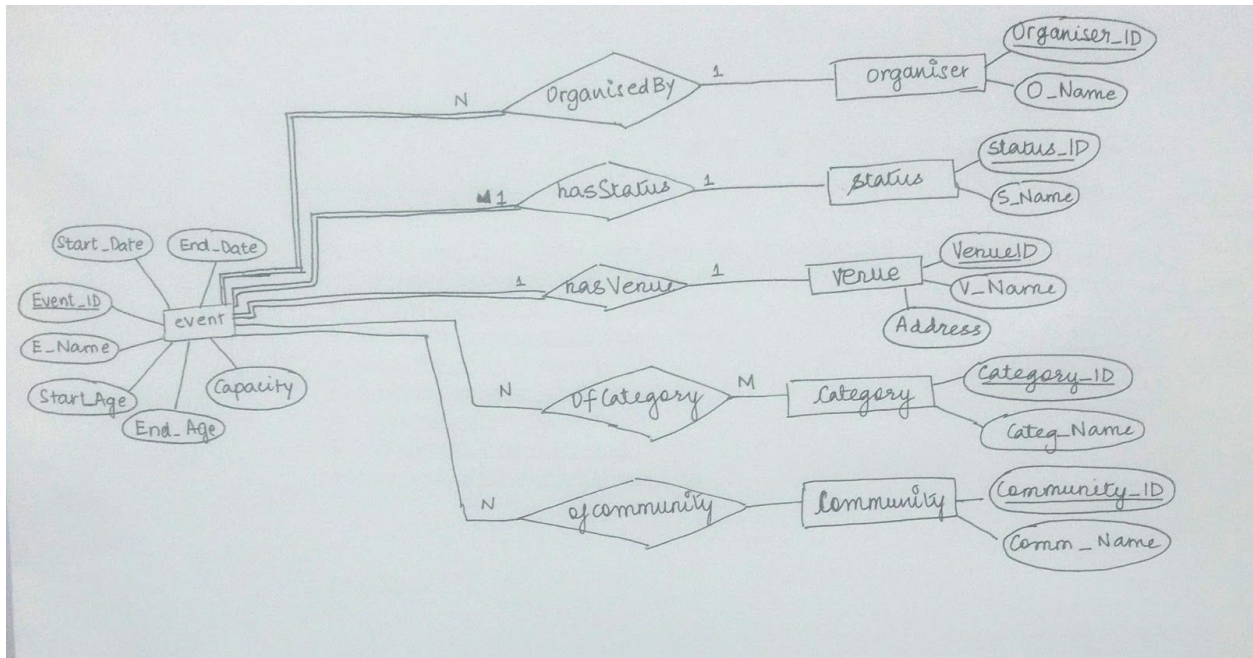 Organiser_ID
N
OrganisedBy
1
organiser
O_Name
status_ID
1
hasStatus
1
status
S_Name
Start_Date
End_Date
VenueID
1
hasVenue
1
Venue
V_Name
Address
Event_ID
event
E_Name
Start_Age
End_Age
Capacity
N
OfCategory
M
Category
Category_ID
Categ_Name
N
ofcommunity
Community
Community_ID
Comm_Name